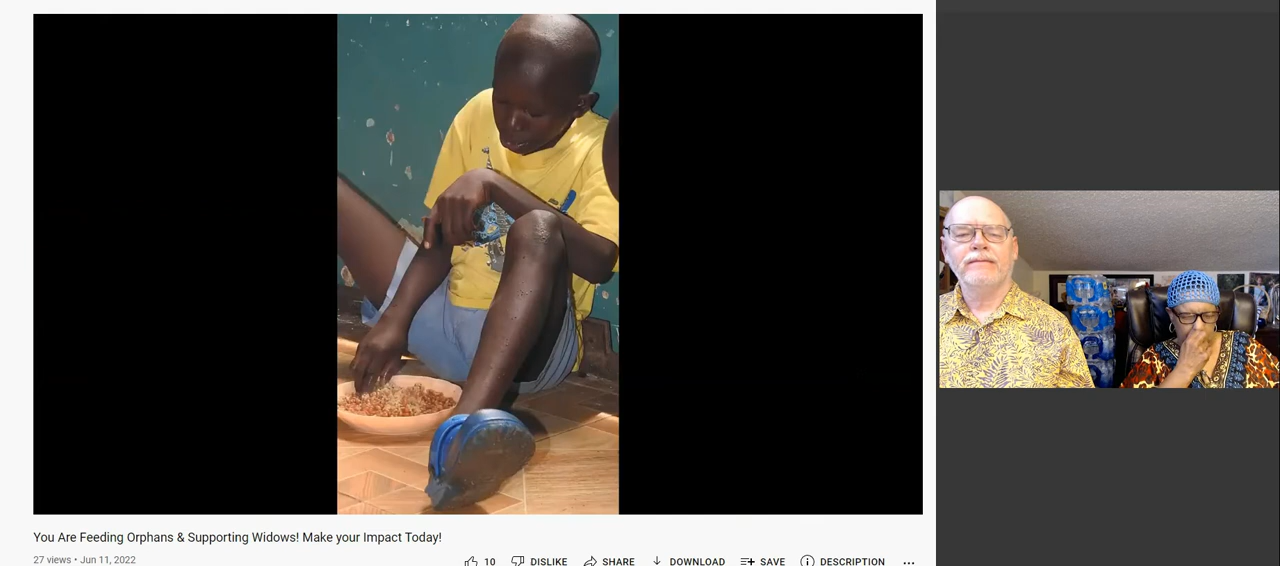 You Are Feeding Orphans & Supporting Widows! Make your Impact Today!
27 views • Jun 11, 2022
10 DISLIKE SHARE DOWNLOAD SAVE DESCRIPTION